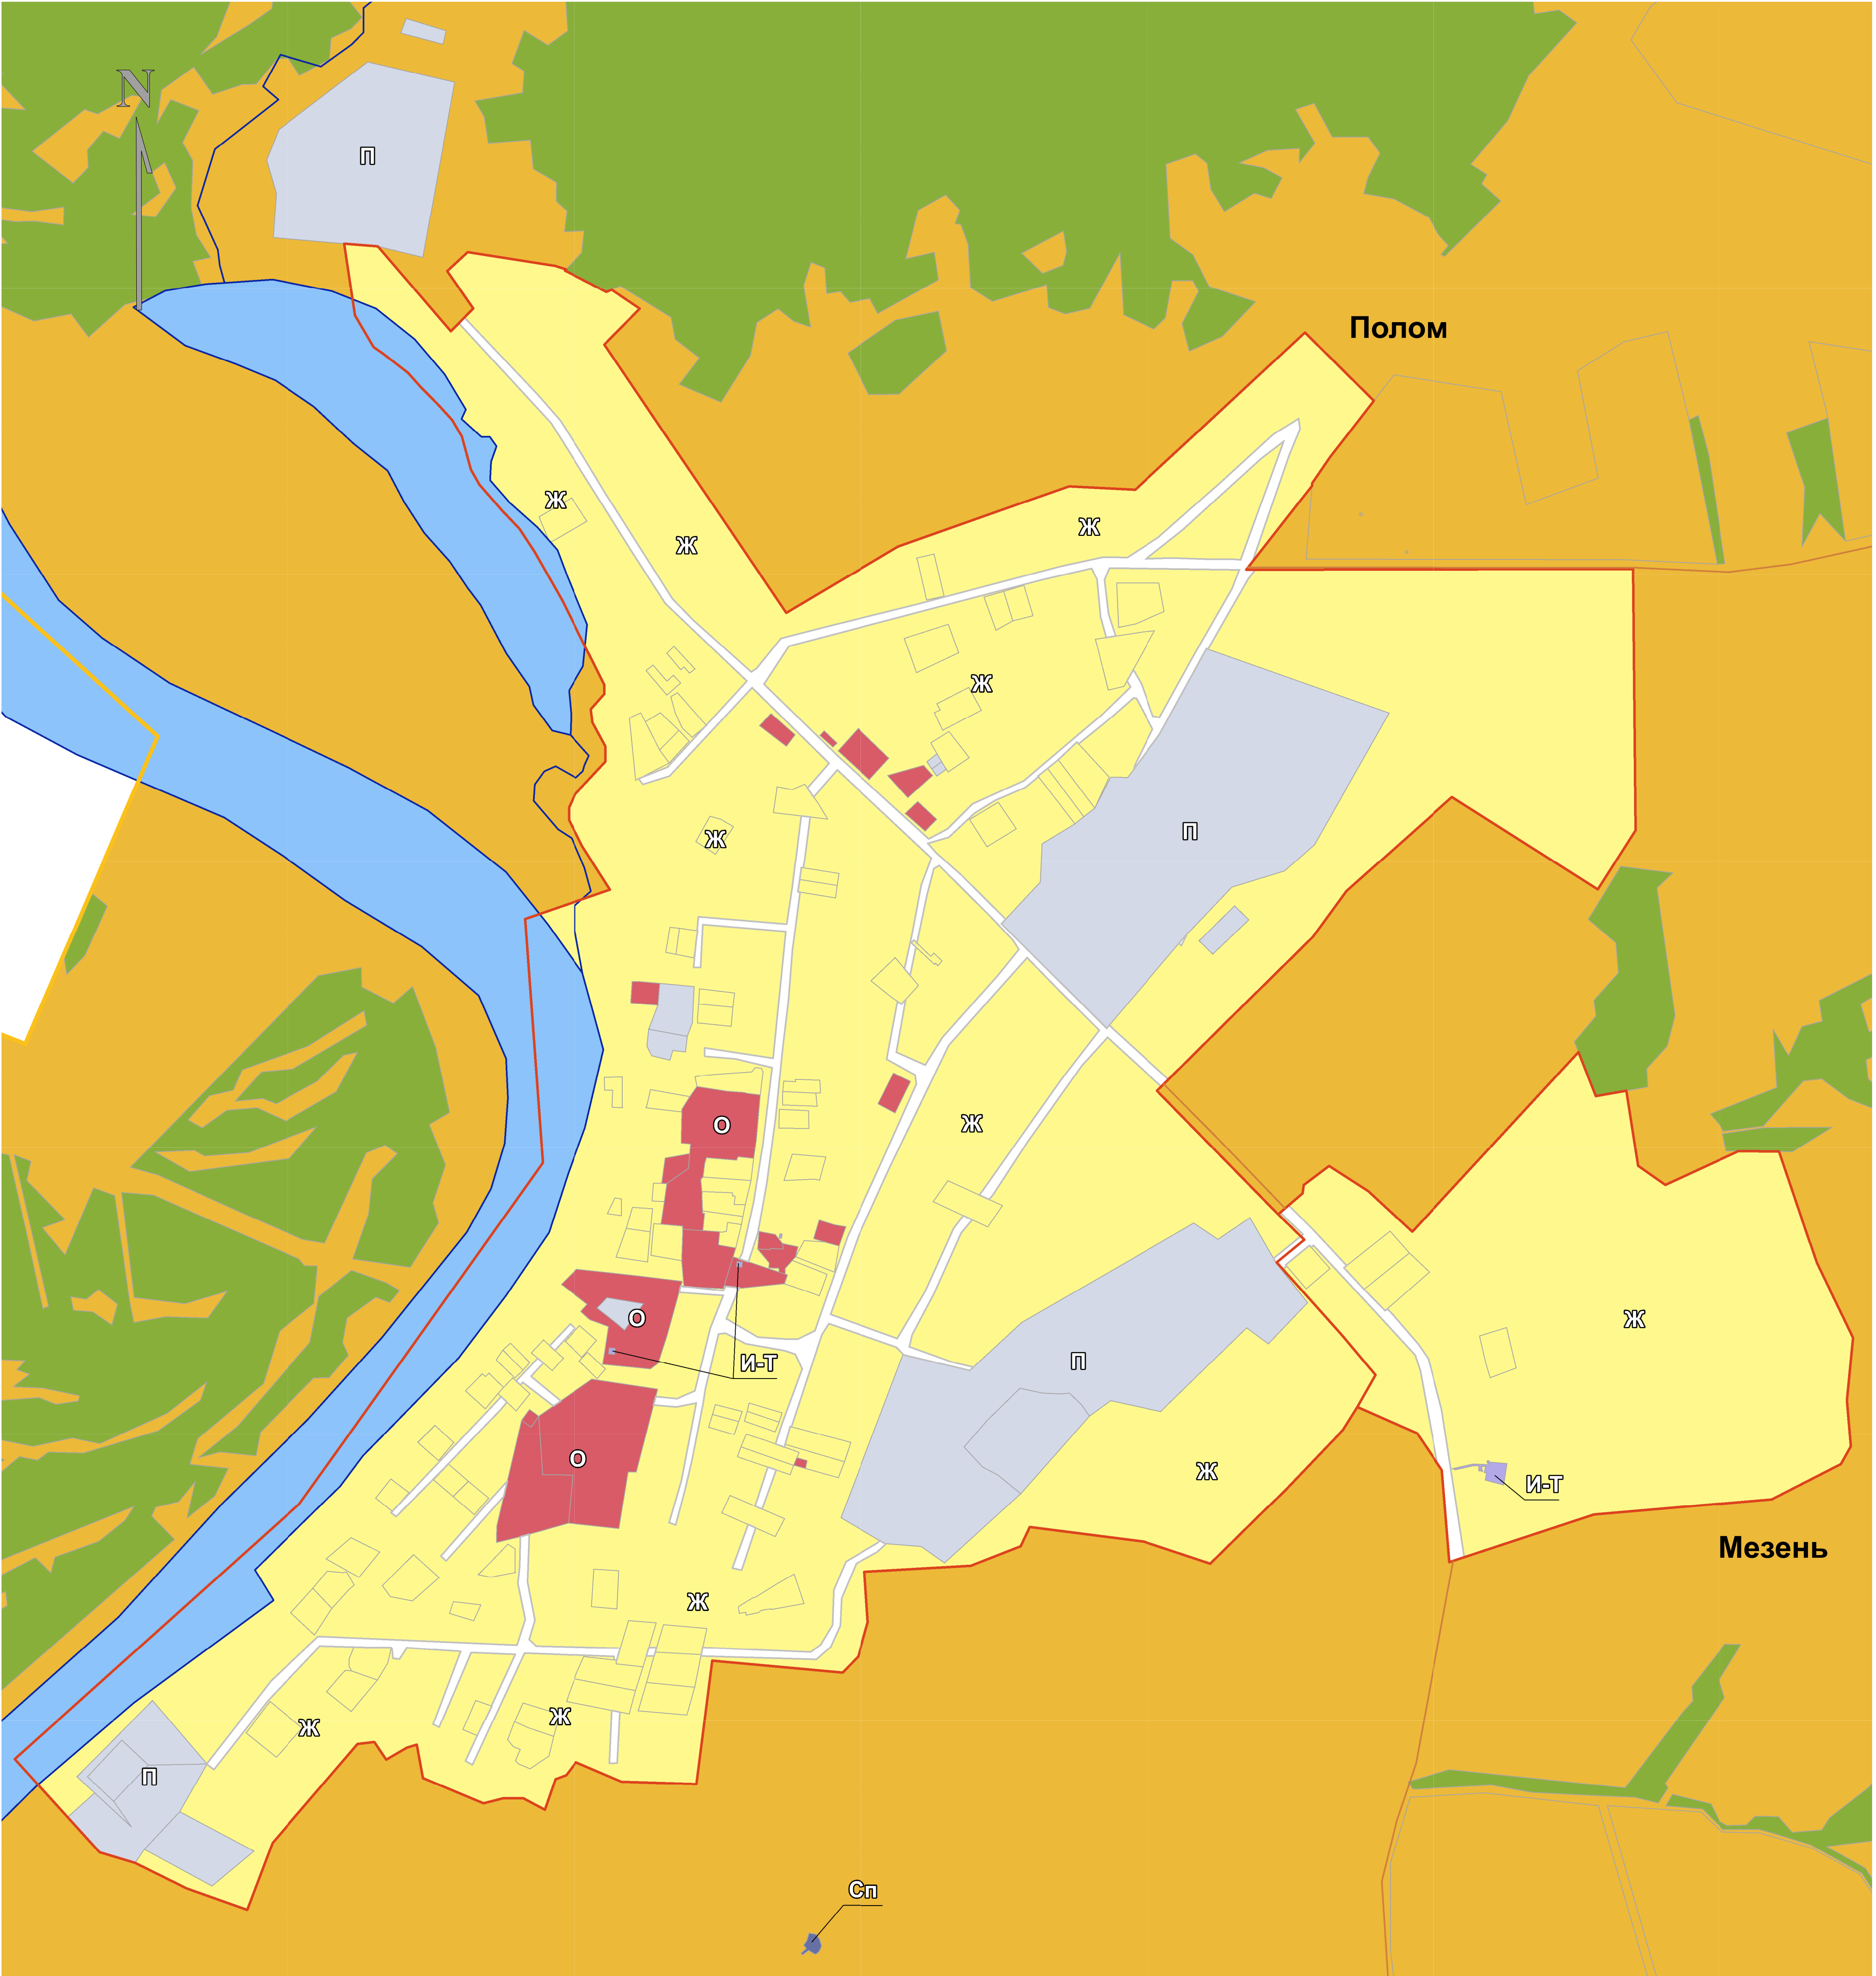 N
П
Полом
Ж
Ж
Ж
Ж
П
Ж
Ж
О
О
Ж
П
И-Т
О
Ж
И-Т
Мезень
Ж
Ж
Ж
П
Сп